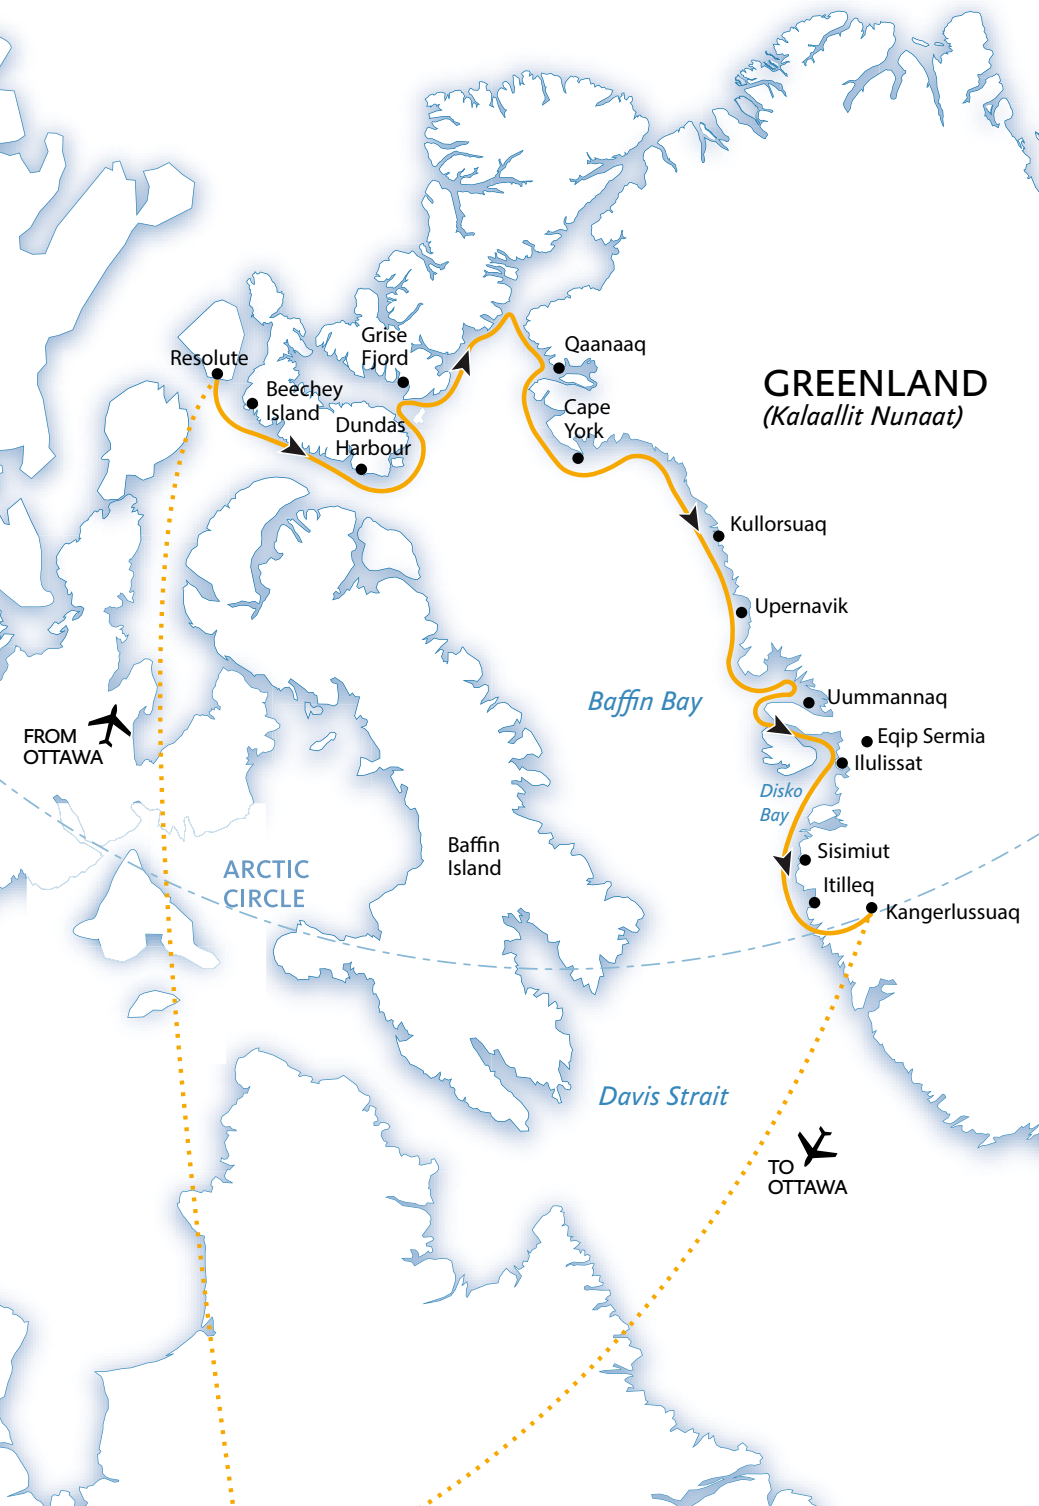 Grise
Fjord
Resolute
Qaanaaq
Beechey
Island
GREENLAND
(Kalaallit Nunaat)
Cape
York
Dundas
Harbour
Kullorsuaq
Upernavik
Baffin Bay
Uummannaq
FROM
OTTAWA
Eqip Sermia
Ilulissat
Disko
Bay
Baffin
Island
Sisimiut
ARCTIC
CIRCLE
Itilleq
Kangerlussuaq
Davis Strait
TO
OTTAWA